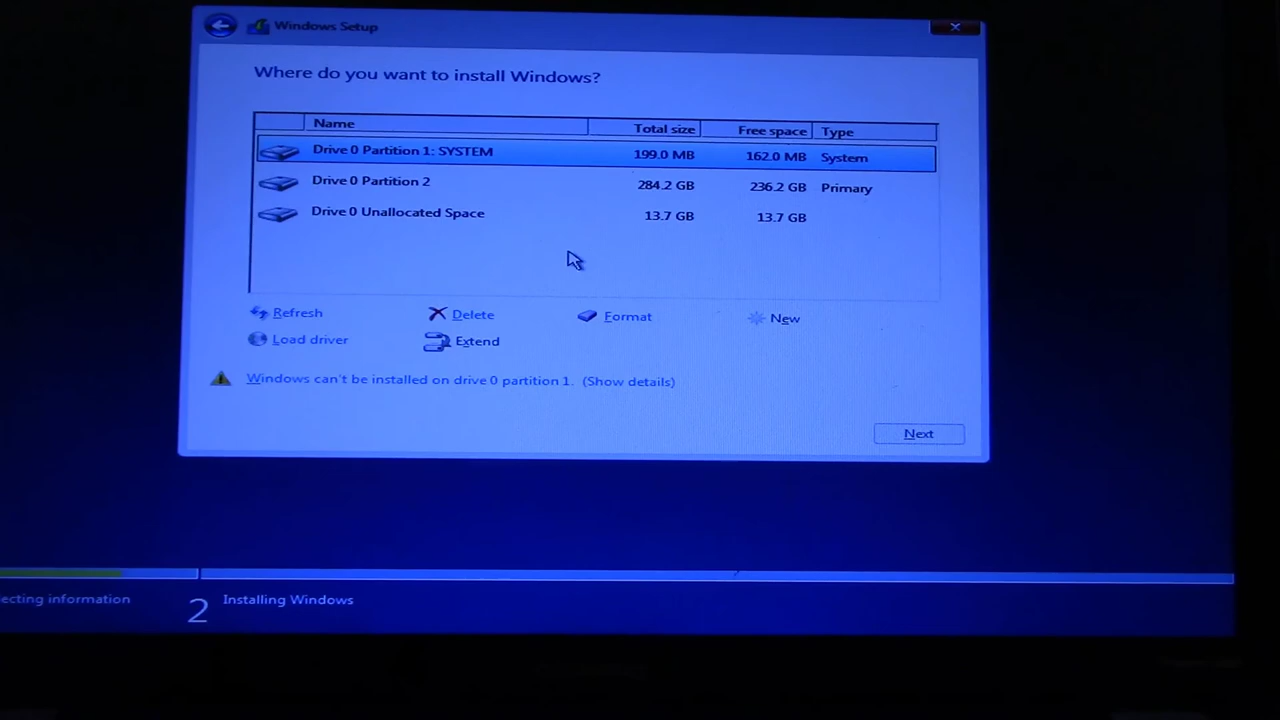 Windows Setup
Where do you want to install Windows?
Name Total size Free space Type
Drive 0 Partition 1: SYSTEM 199.0 MB 162.0 MB System
Drive 0 Partition 2 284.2 GB 236.2 GB Primary
Drive 0 Unallocated Space 13.7 GB 13.7 GB
Refresh Delete Format New
Load driver Extend
Windows can't be installed on drive 0 partition 1. (Show details)
Next
ecting information 2 Installing Windows